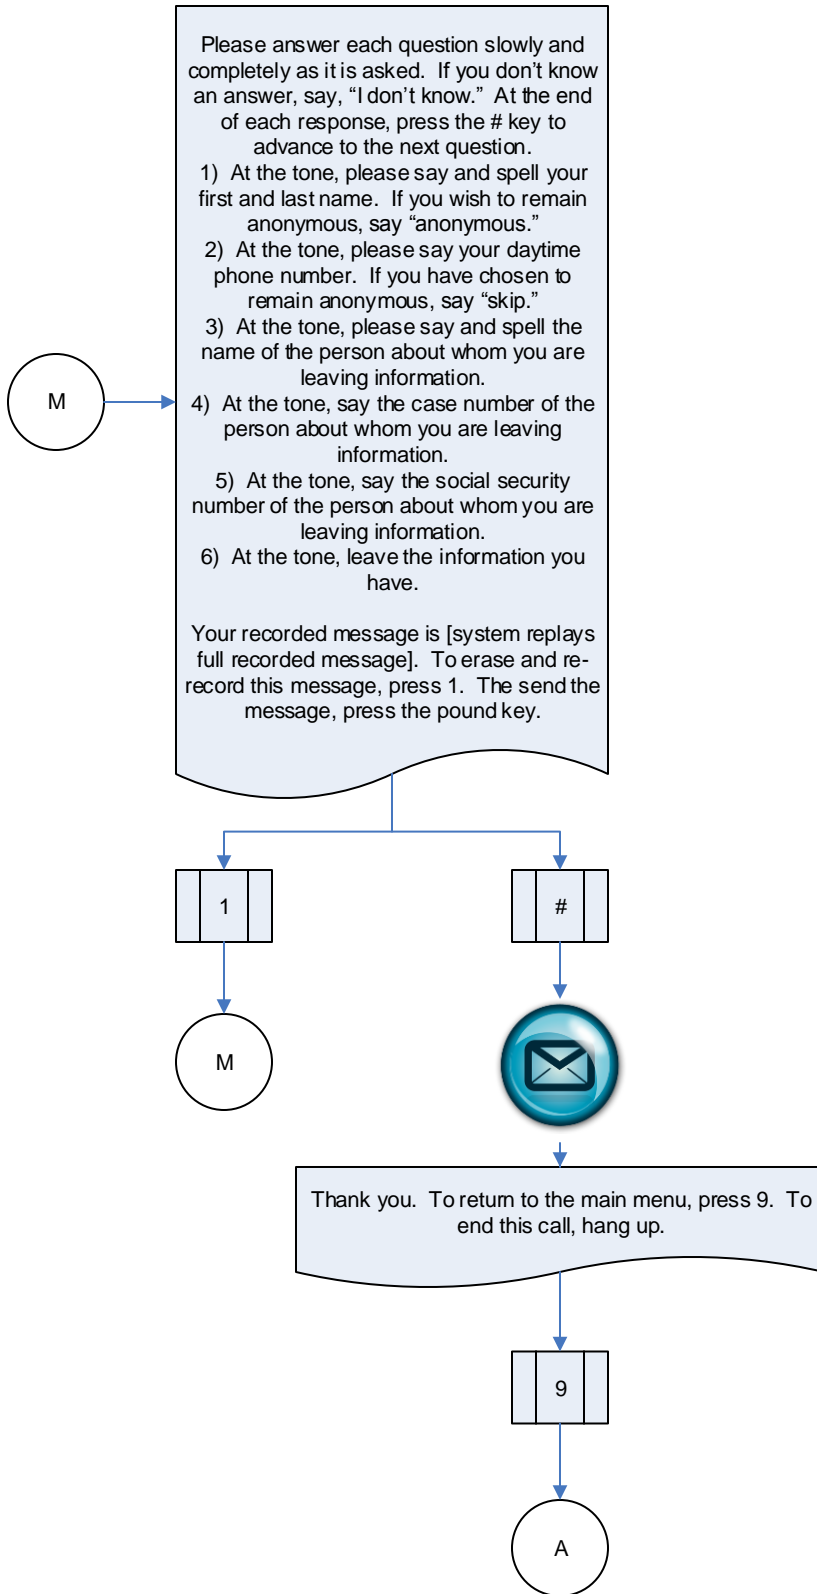 Please answer each question slowly and
completely as it is asked.  If you don't know
an answer, say, “I don't know.”  At the end
of each response, press the # key to
advance to the next question.
1)  At the tone, please say and spell your
first and last name.  If you wish to remain
anonymous, say “anonymous.”
2)  At the tone, please say your daytime
phone number.  If you have chosen to
remain anonymous, say “skip.”
3)  At the tone, please say and spell the
name of the person about whom you are
leaving information.
M
4)  At the tone, say the case number of the
person about whom you are leaving
information.
5)  At the tone, say the social security
number of the person about whom you are
leaving information.
6)  At the tone, leave the information you
have.
Your recorded message is [system replays
full recorded message].  To erase and re-
record this message, press 1.  The send the
message, press the pound key.
1
#
M
Thank you.  To return to the main menu, press 9.  To
end this call, hang up.
9
A